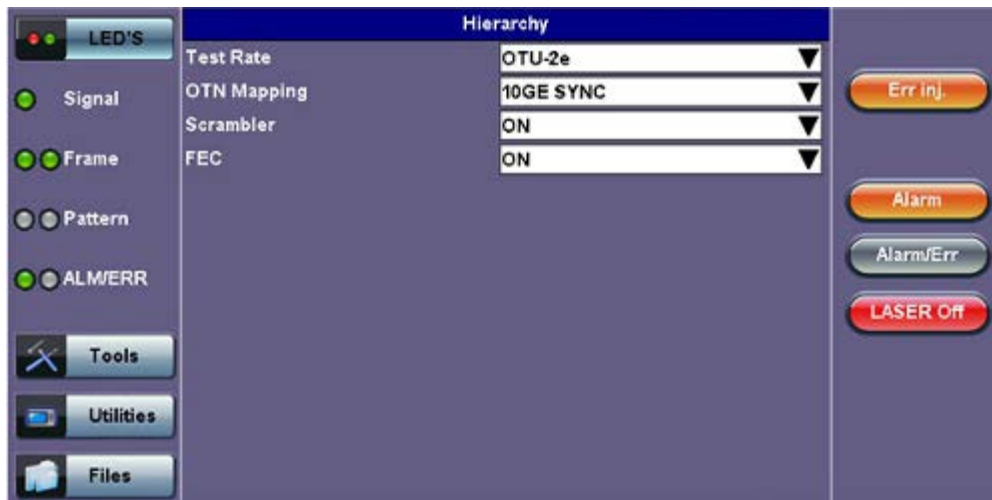 LED'S
Signal
Frame
Pattern
ALM/ERR
Tools
Utilities
Files
Hierarchy
Test Rate OTU-2e
OTN Mapping 10GE SYNC
Scrambler ON
FEC ON
Err inj.
Alarm
Alarm/Err
LASER Off